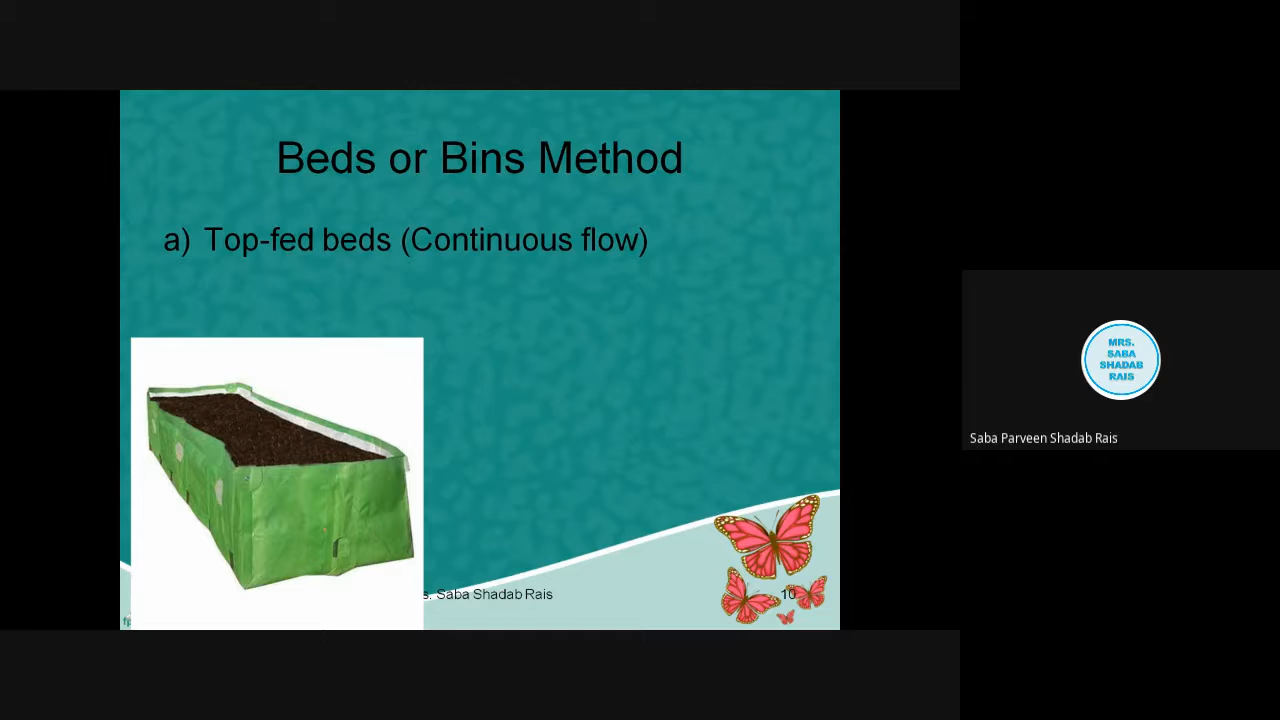 Beds or Bins Method
a) Top-fed beds (Continuous flow)
s. Saba Shadab Rais
10
MRS.
SABA
SHADAB
RAIS
Saba Parveen Shadab Rais